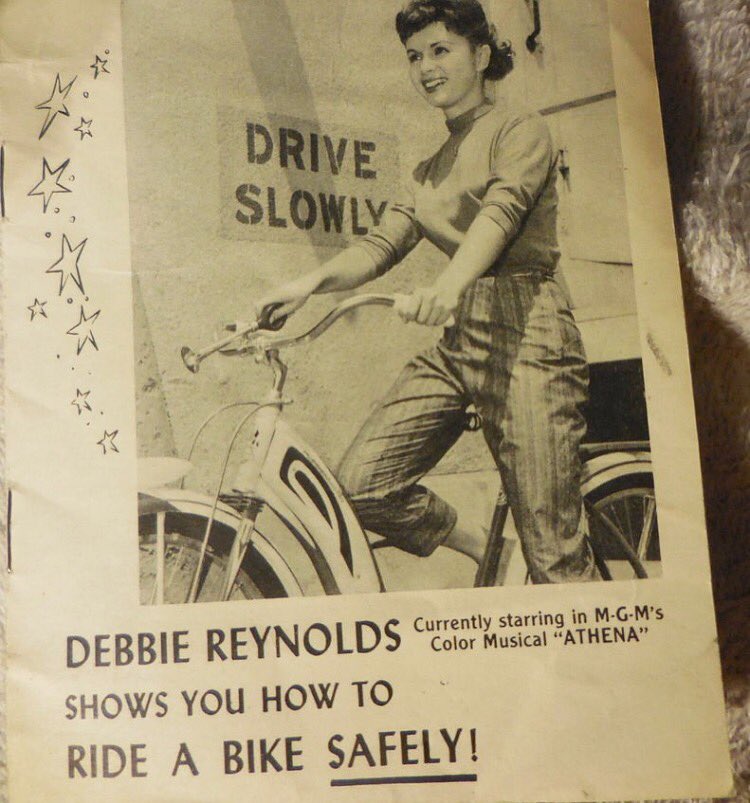 DRIVE
SLOWLY
DEBBIE REYNOLDS Currently starring in M-G-M's
Color Musical "ATHENA"
SHOWS YOU HOW TO
RIDE A BIKE SAFELY!